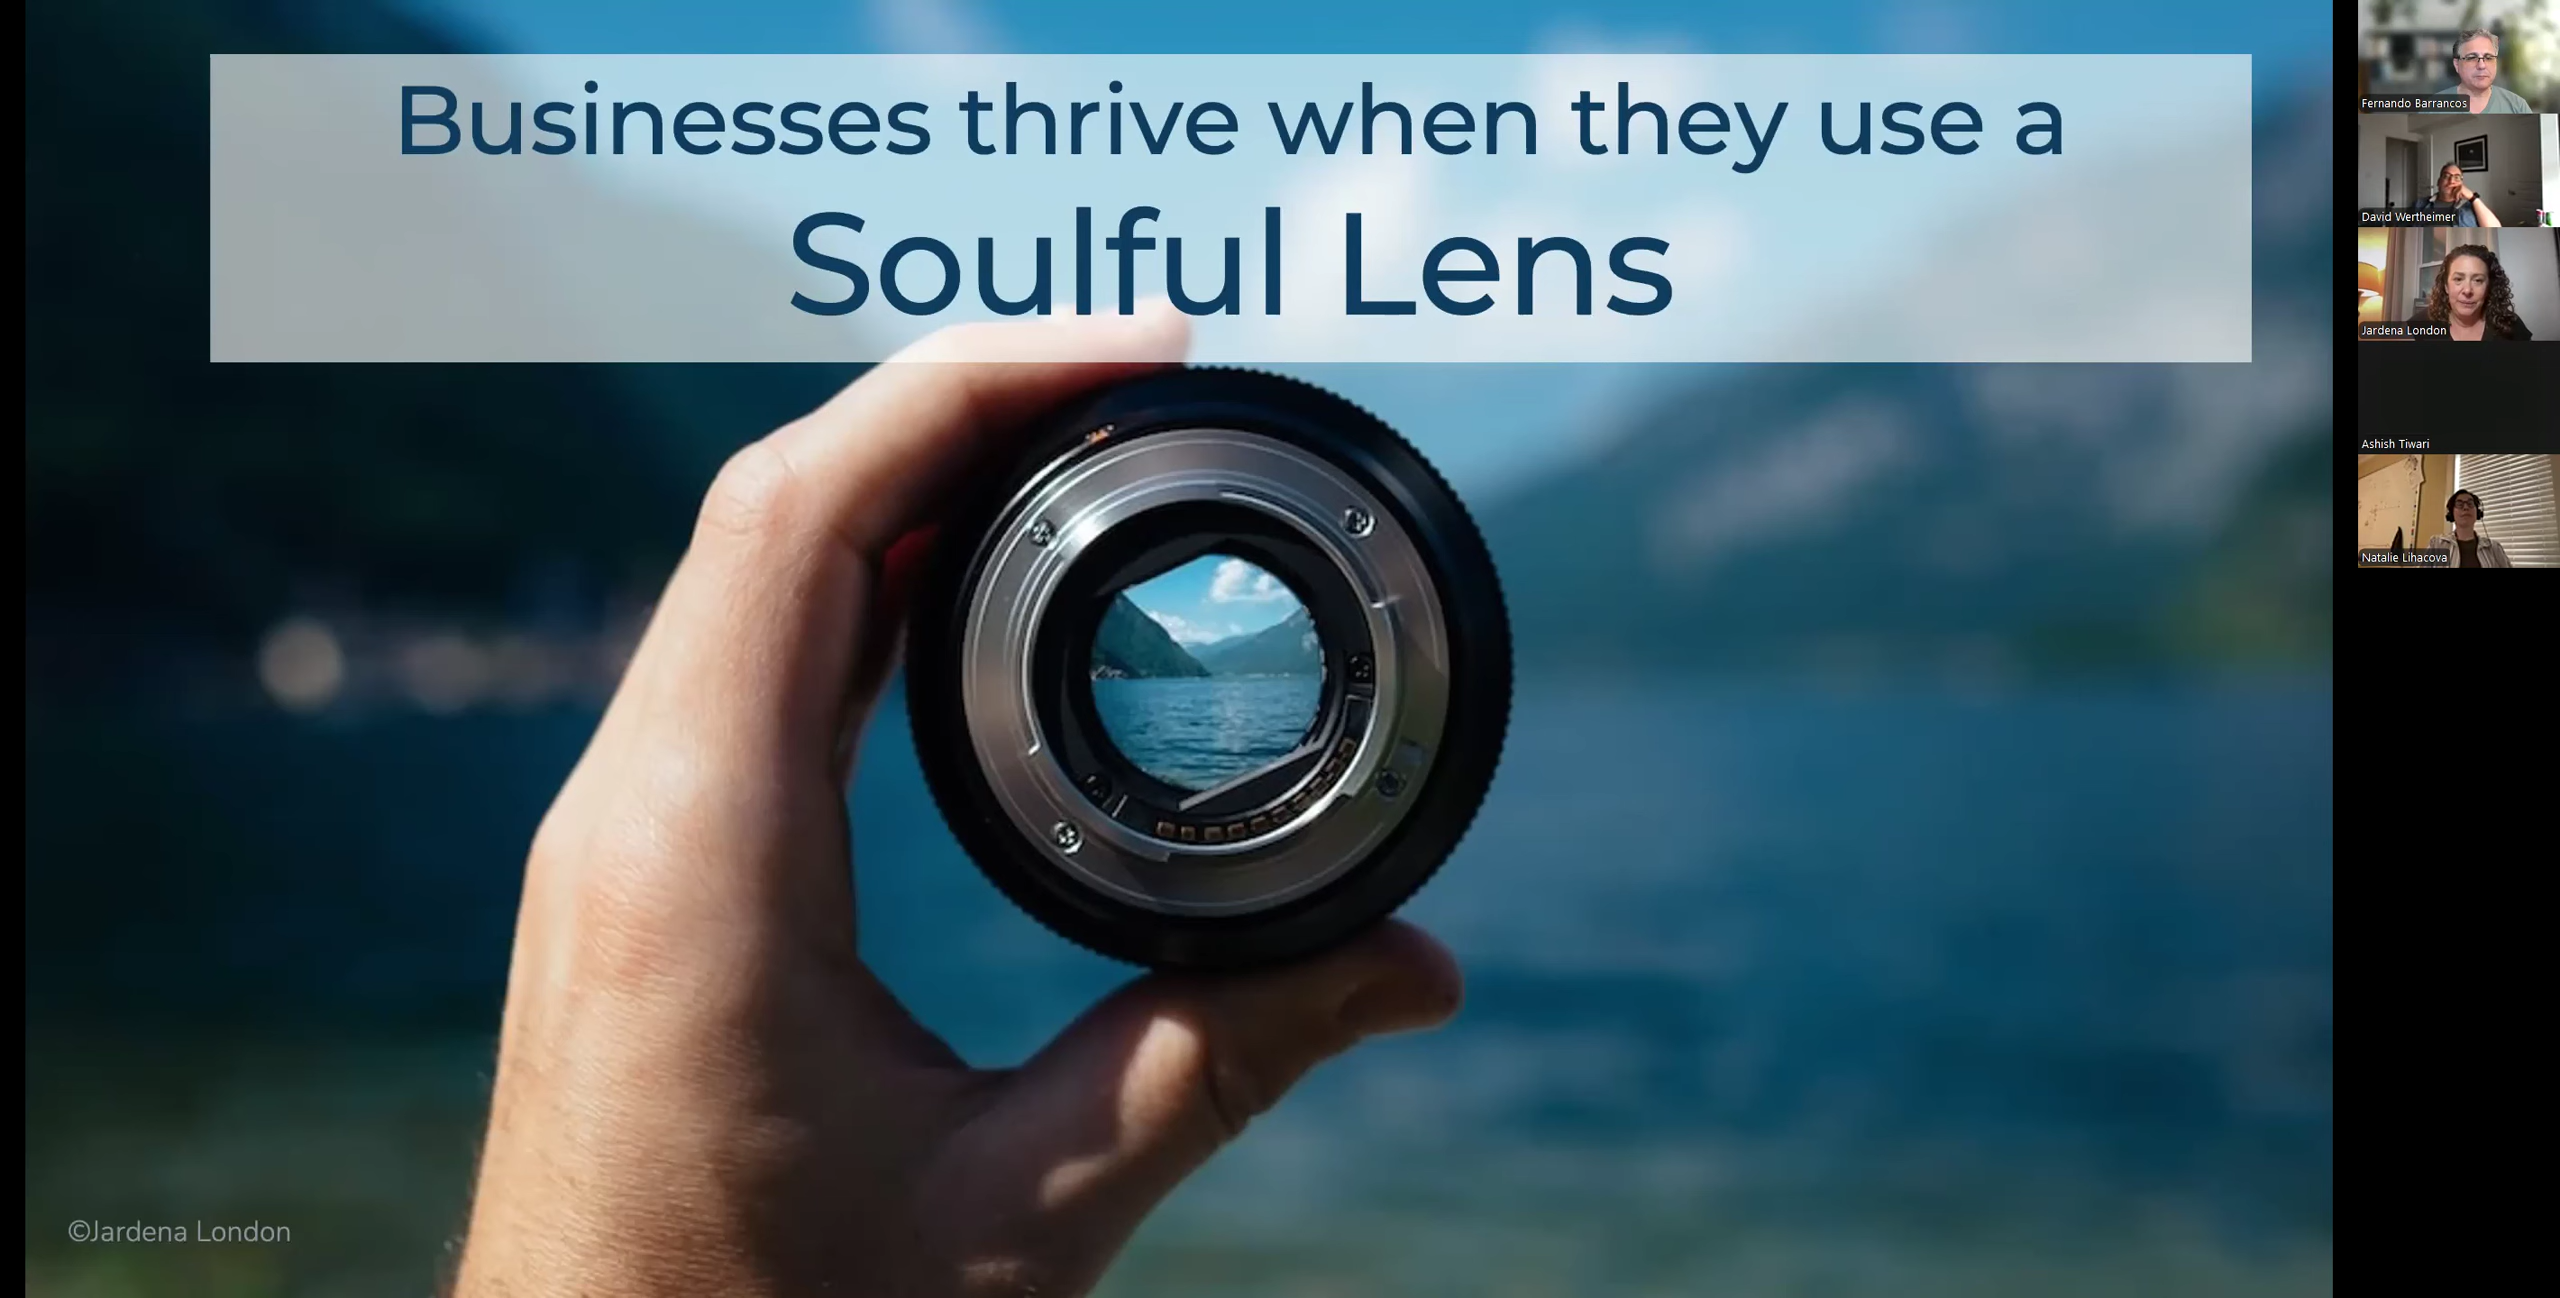 Businesses thrive when they use a
Soulful Lens
©Jardena London
Fernando Barrancos
David Wertheimer
Jardena London
Ashish Tiwari
Natalie Lihacova